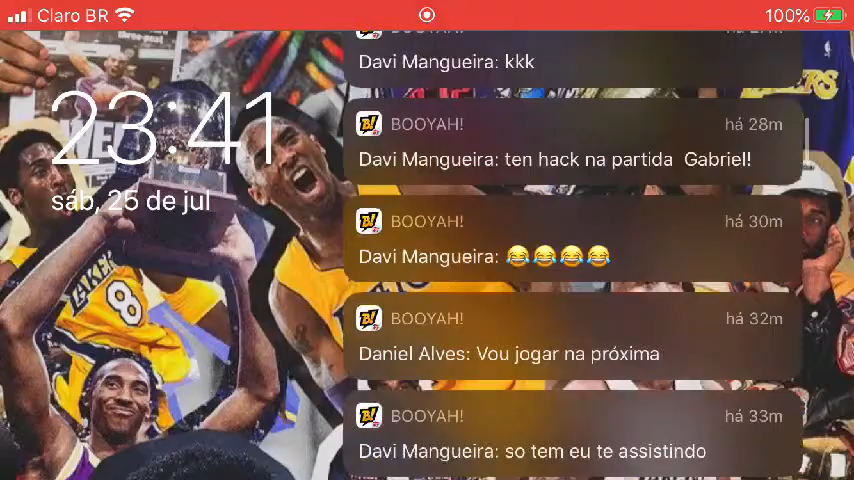 Claro BR
100%
23:41
sáb, 25 de jul
Davi Mangueira: kkk
BOOYAH!
há 28m
Davi Mangueira: ten hack na partida  Gabriel!
BOOYAH!
há 30m
Davi Mangueira: 😂😂😂😂
BOOYAH!
há 32m
Daniel Alves: Vou jogar na próxima
BOOYAH!
há 33m
Davi Mangueira: so tem eu te assistindo
LAKERS
8